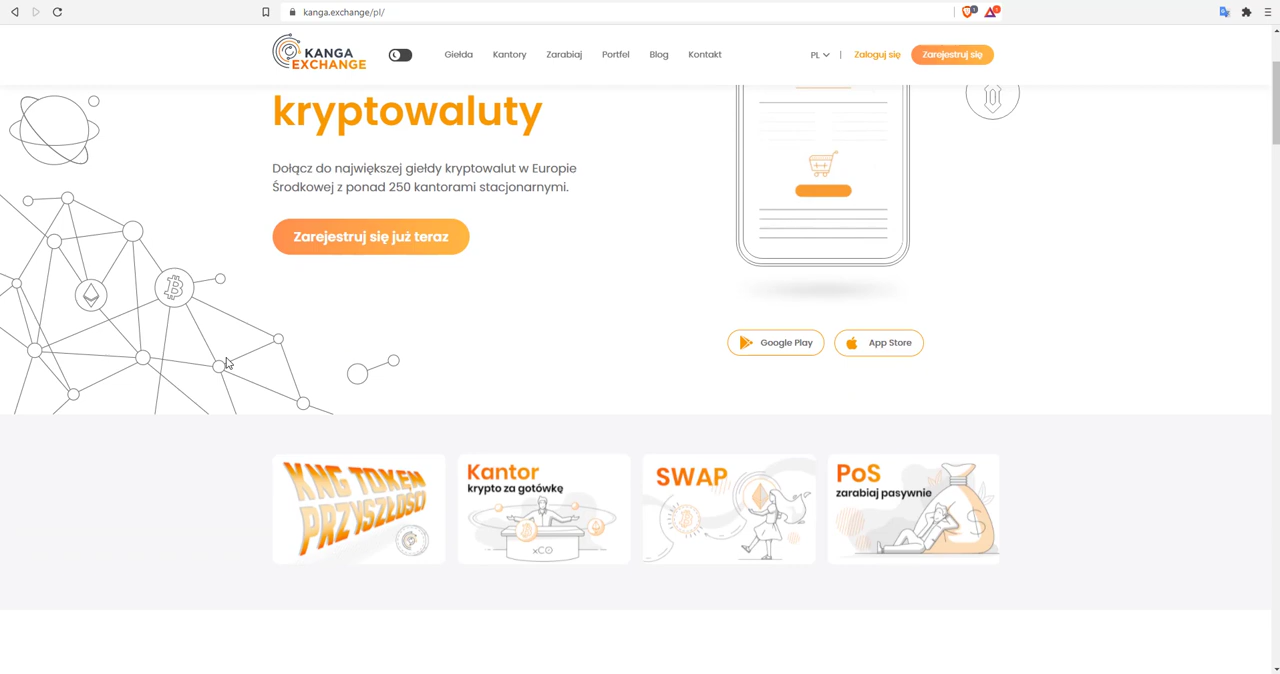 kanga.exchange/pl/
KANGA
EXCHANGE
Giełda
Kantory
Zarabiaj
Portfel
Blog
Kontakt
PL
Zaloguj się
Zarejestruj się
kryptowaluty
Dołącz do największej giełdy kryptowalut w Europie
Środkowej z ponad 250 kantorami stacjonarnymi.
Zarejestruj się już teraz
Google Play
App Store
KNG TOKEN
PRZYSZŁOŚCI
Kantor
krypto za gotówkę
xCO
SWAP
PoS
zarabiaj pasywnie